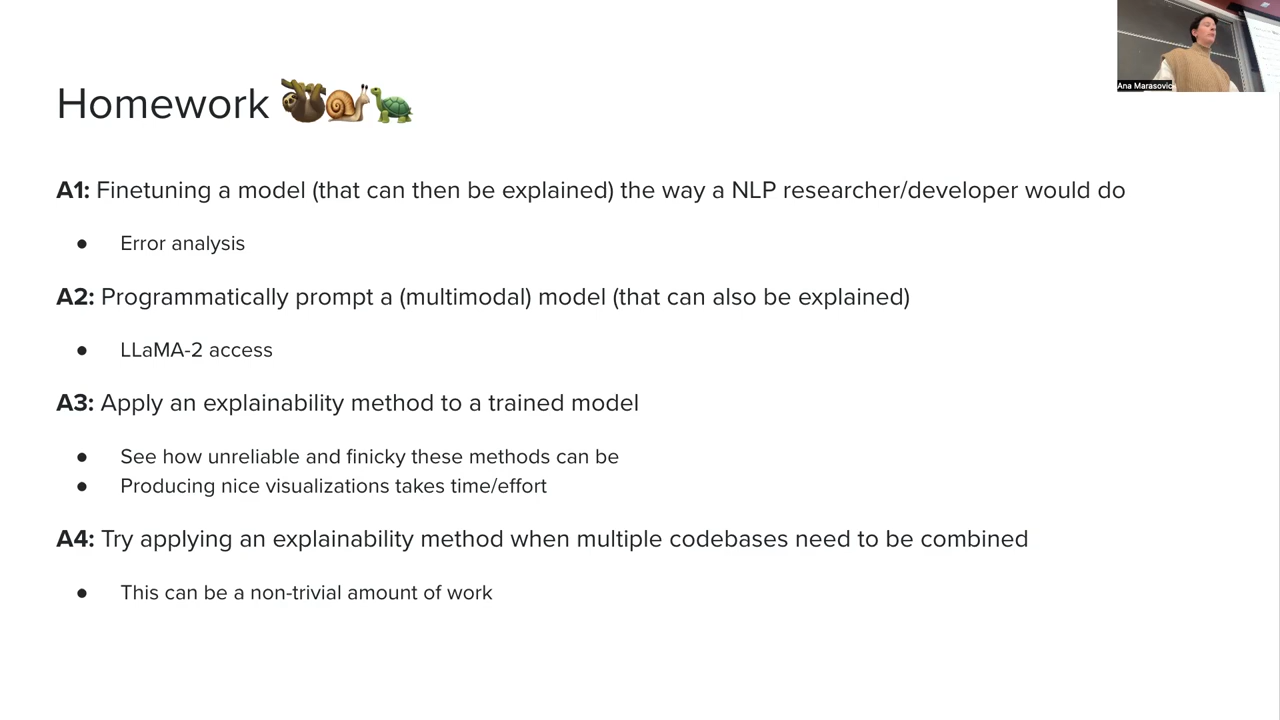 Ana Marasovic
Homework 🦥🐌🐢
A1: Finetuning a model (that can then be explained) the way a NLP researcher/developer would do
● Error analysis
A2: Programmatically prompt a (multimodal) model (that can also be explained)
● LLaMA-2 access
A3: Apply an explainability method to a trained model
● See how unreliable and finicky these methods can be
● Producing nice visualizations takes time/effort
A4: Try applying an explainability method when multiple codebases need to be combined
● This can be a non-trivial amount of work